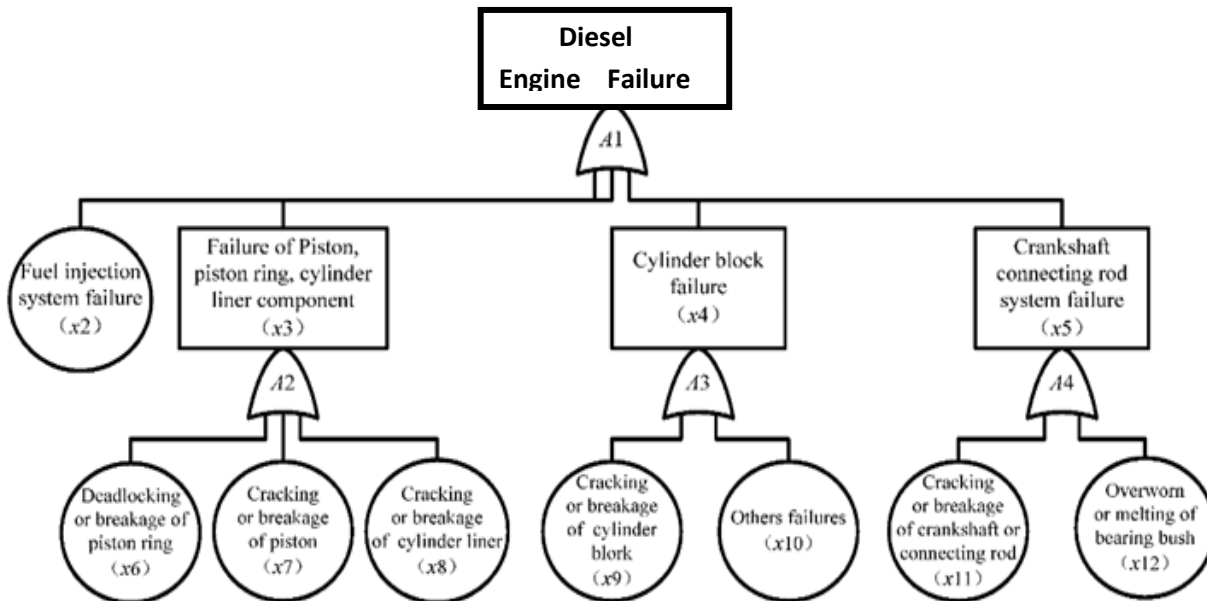 Diesel
Engine Failure
A1
Fuel injection
system failure
(x2)
Failure of Piston,
piston ring, cylinder
liner component
(x3)
Cylinder block
failure
(x4)
Crankshaft
connecting rod
system failure
(x5)
A2
A3
A4
Deadlocking
or breakage of
piston ring
(x6)
Cracking
or breakage
of piston
(x7)
Cracking
or breakage
of cylinder liner
(x8)
Cracking
or breakage
of cylinder
blork
(x9)
Others failures
(x10)
Cracking
or breakage
of crankshaft or
connecting rod
(x11)
Overworn
or melting of
bearing bush
(x12)